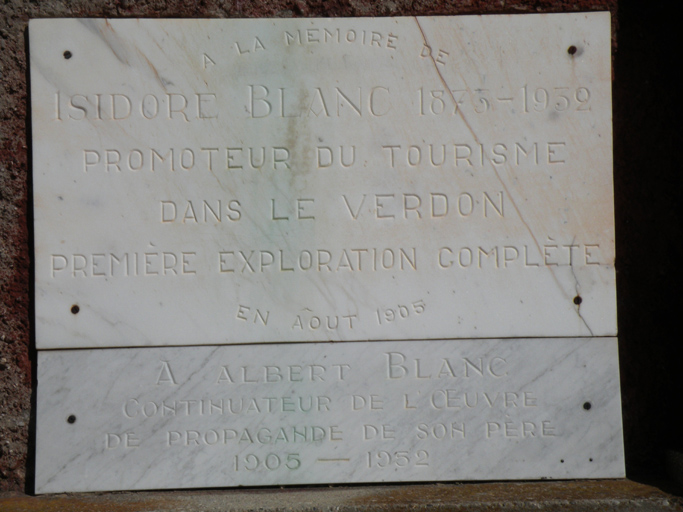 A LA MEMOIRE DE
ISIDORE BLANC 1873-1932
PROMOTEUR DU TOURISME
DANS LE VERDON
PREMIÈRE EXPLORATION COMPLÈTE
EN AOUT 1905
A ALBERT BLANC
CONTINUATEUR DE L'ŒUVRE
DE PROPAGANDE DE SON PÈRE
1905 — 1952